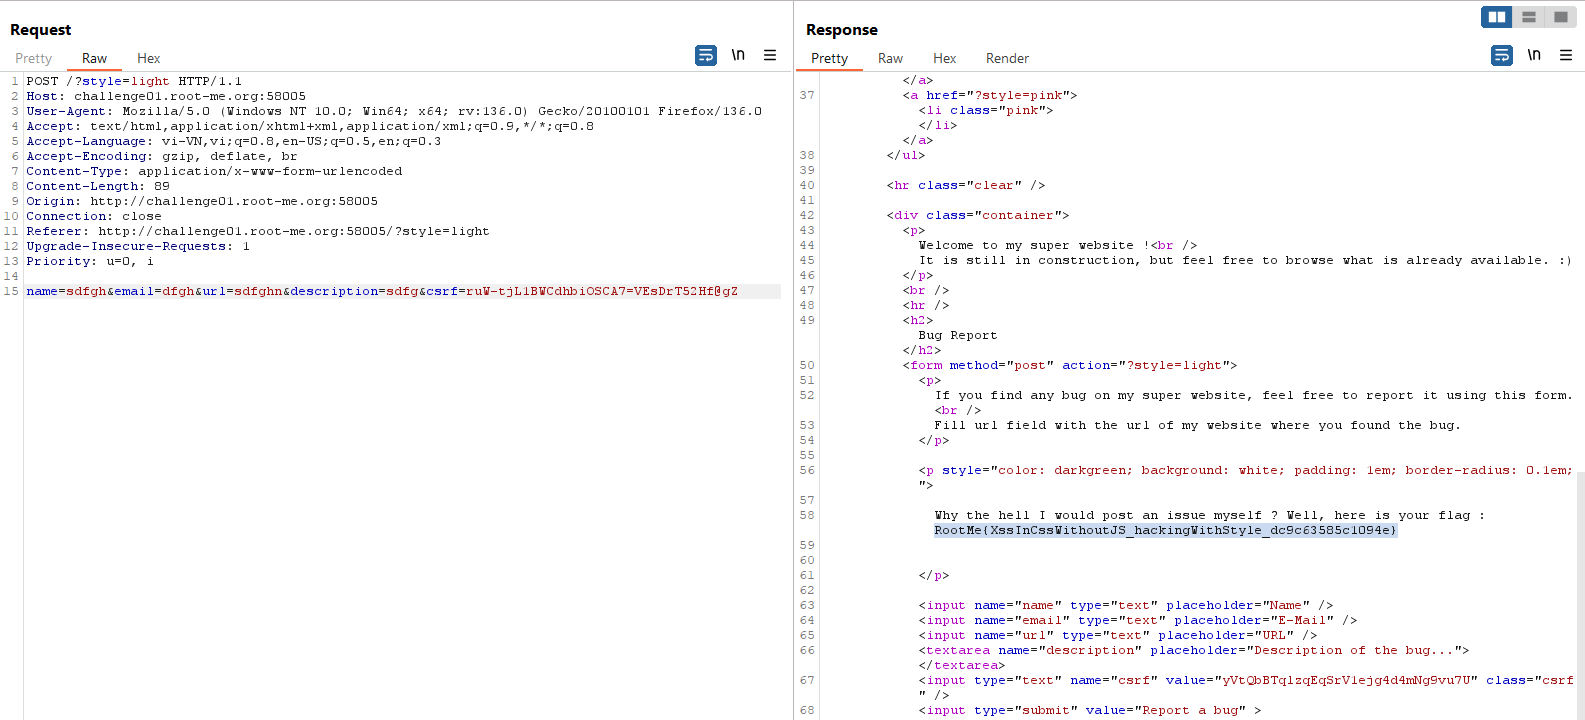 Request
Pretty Raw Hex
\n
1 POST /?style=light HTTP/1.1
2 Host: challenge01.root-me.org:58005
3 User-Agent: Mozilla/5.0 (Windows NT 10.0; Win64; x64; rv:136.0) Gecko/20100101 Firefox/136.0
4 Accept: text/html,application/xhtml+xml,application/xml;q=0.9,*/*;q=0.8
5 Accept-Language: vi-VN,vi;q=0.8,en-US;q=0.5,en;q=0.3
6 Accept-Encoding: gzip, deflate, br
7 Content-Type: application/x-www-form-urlencoded
8 Content-Length: 89
9 Origin: http://challenge01.root-me.org:58005
10 Connection: close
11 Referer: http://challenge01.root-me.org:58005/?style=light
12 Upgrade-Insecure-Requests: 1
13 Priority: u=0, i
14
15 name=sdfgh&email=dfgh&url=sdfghn&description=sdfg&csrf=ruW-tjL1BWCdhbiOSCA7=VEsDrT52Hf@gZ
Response
Pretty Raw Hex Render
\n
</a>
37 <a href="?style=pink">
<li class="pink">
</li>
</a>
38 </ul>
39
40 <hr class="clear" />
41
42 <div class="container">
43 <p>
44 Welcome to my super website !<br />
45 It is still in construction, but feel free to browse what is already available. :)
46 </p>
47 <br />
48 <hr />
49 <h2>
Bug Report
</h2>
50 <form method="post" action="?style=light">
51 <p>
52 If you find any bug on my super website, feel free to report it using this form.
<br />
53 Fill url field with the url of my website where you found the bug.
54 </p>
55
56 <p style="color: darkgreen; background: white; padding: 1em; border-radius: 0.1em;
">
57
58 Why the hell I would post an issue myself ? Well, here is your flag :
RootMe{XssInCssWithoutJS_hackingWithStyle_dc9c63585c1094e}
59
60
61 </p>
62
63 <input name="name" type="text" placeholder="Name" />
64 <input name="email" type="text" placeholder="E-Mail" />
65 <input name="url" type="text" placeholder="URL" />
66 <textarea name="description" placeholder="Description of the bug...">
</textarea>
67 <input type="text" name="csrf" value="yVtQbBTqlzqEqSrV1ejg4d4mNg9vu7U" class="csrf
" />
68 <input type="submit" value="Report a bug" >